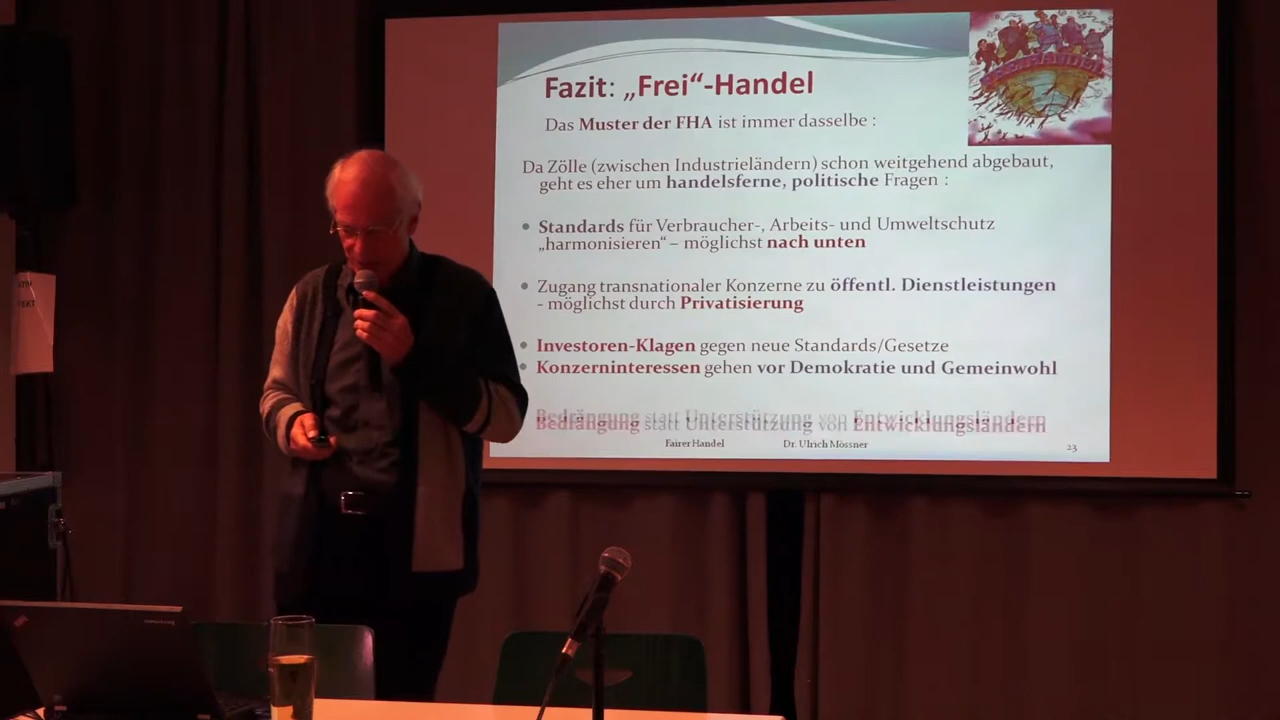 Fazit: „Frei“-Handel
FREIHANDEL
Das Muster der FHA ist immer dasselbe :
Da Zölle (zwischen Industrieländern) schon weitgehend abgebaut,
geht es eher um handelsferne, politische Fragen :
• Standards für Verbraucher-, Arbeits- und Umweltschutz
„harmonisieren“ – möglichst nach unten
• Zugang transnationaler Konzerne zu öffentl. Dienstleistungen
- möglichst durch Privatisierung
• Investoren-Klagen gegen neue Standards/Gesetze
• Konzerninteressen gehen vor Demokratie und Gemeinwohl
Bedrängung statt Unterstützung von Entwicklungsländern
Fairer Handel Dr. Ulrich Mössner 23